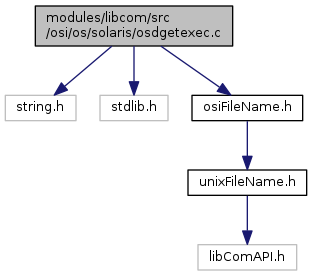 modules/libcom/src
/osi/os/solaris/osdgetexec.c
string.h
stdlib.h
osiFileName.h
unixFileName.h
libComAPI.h